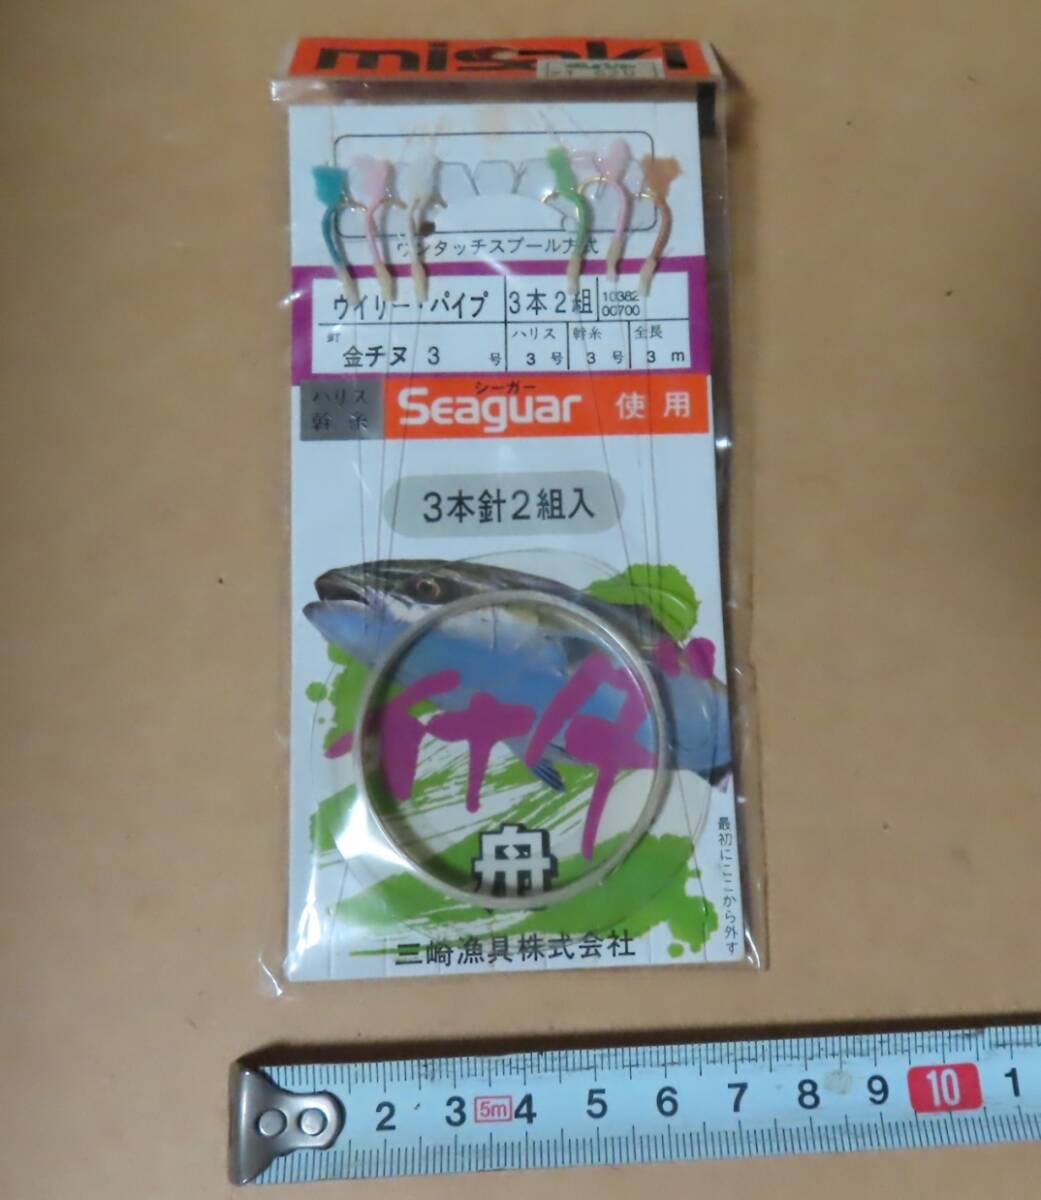 misaki
ワンタッチスプール方式
ウイリー・パイプ 3本2組 10382 00700
釘 金チヌ 3 号 ハリス 3 号 幹糸 3 号 全長 3 m
ハリス 幹糸 シーガー Seaguar 使用
3本針2組入
イナダ
舟
最初にここから外す
三崎漁具株式会社
2 3 5m 4 5 6 7 8 9 10 1